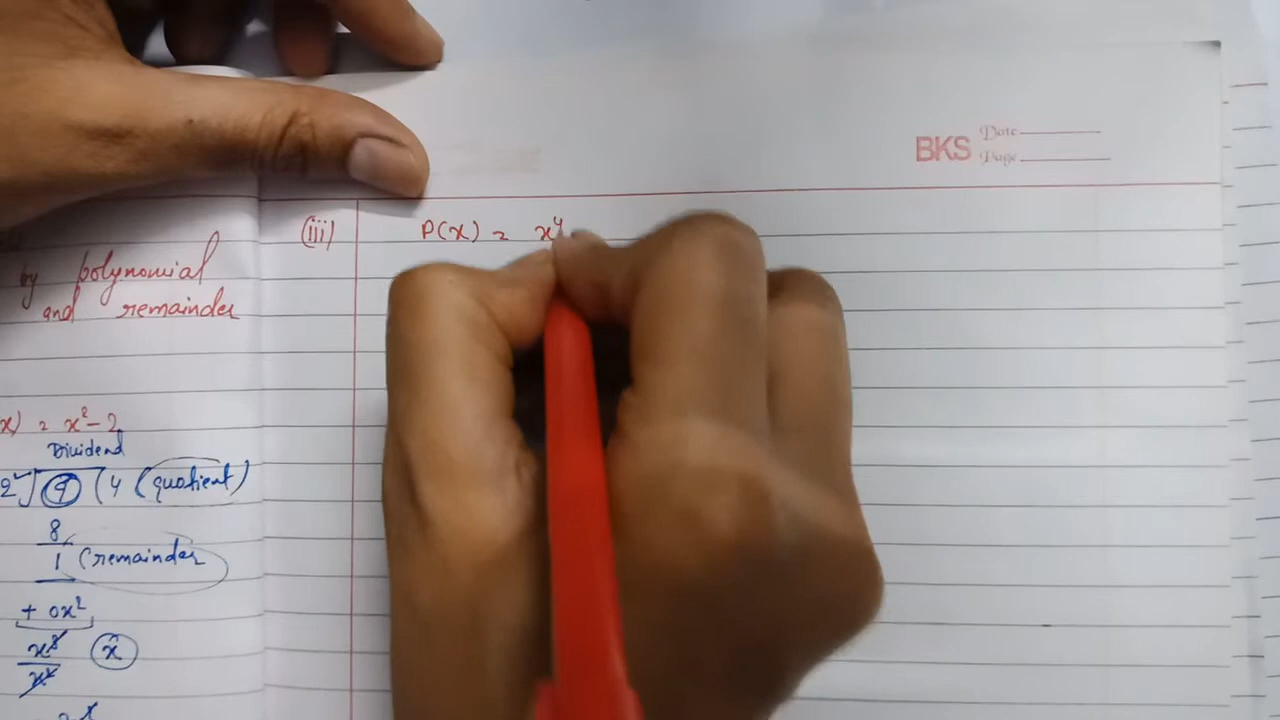 BKS Date
Page
(iii) P(x) = x⁴
by polynomial
and remainder
x) = x² - 2
Dividend
2) 9 ( 4 (quotient)
8
1 (remainder
+ 0x²
x³ x
x²